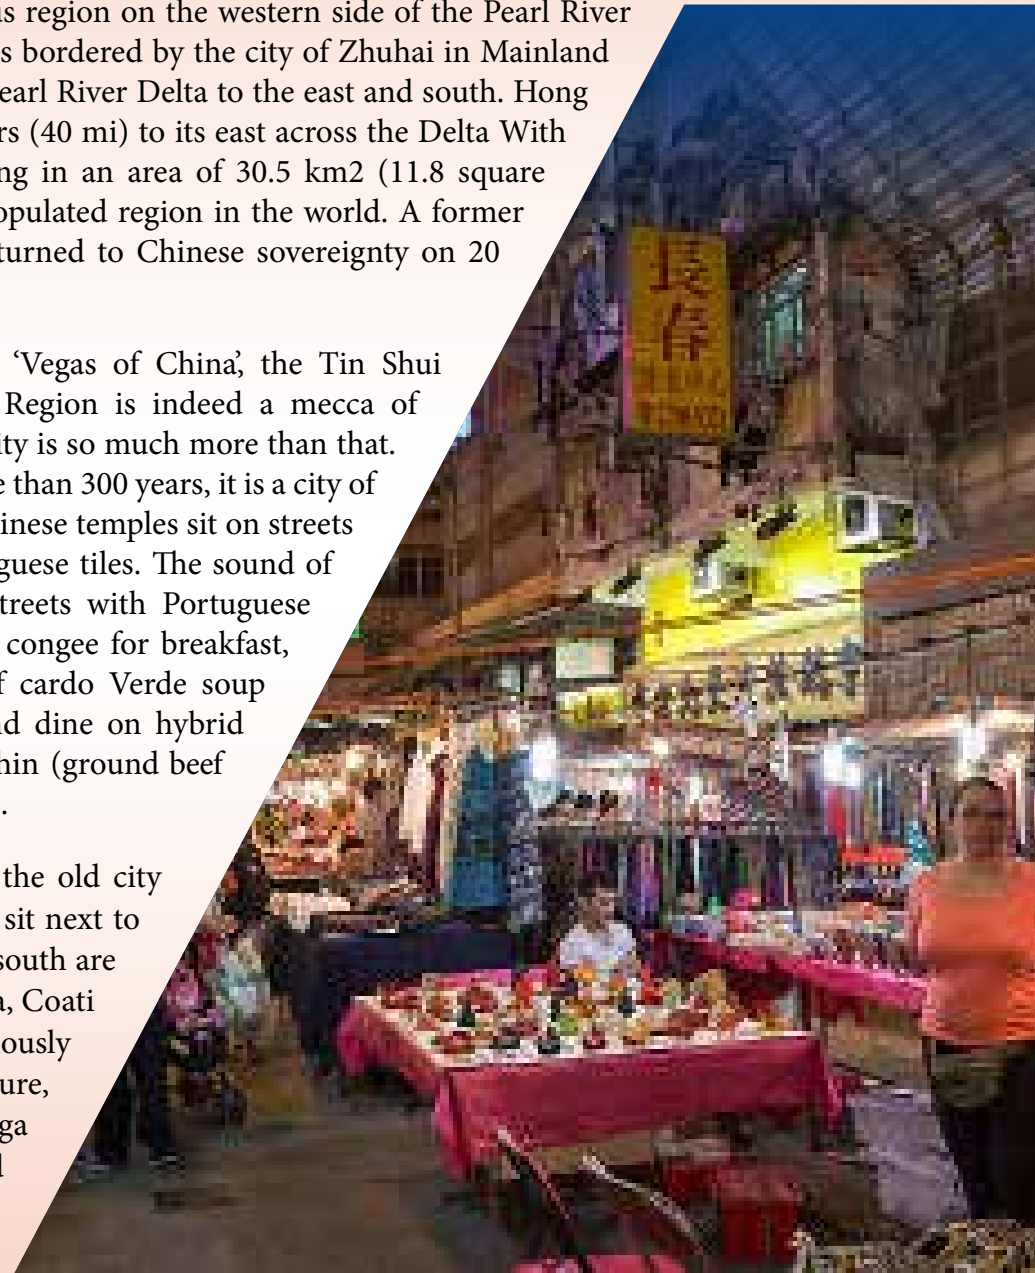 us region on the western side of the Pearl River
s bordered by the city of Zhuhai in Mainland
earl River Delta to the east and south. Hong
rs (40 mi) to its east across the Delta With
ng in an area of 30.5 km2 (11.8 square
opulated region in the world. A former
turned to Chinese sovereignty on 20
‘Vegas of China’, the Tin Shui
Region is indeed a mecca of
ity is so much more than that.
e than 300 years, it is a city of
inese temples sit on streets
guese tiles. The sound of
treets with Portuguese
congee for breakfast,
f cardo Verde soup
nd dine on hybrid
hin (ground beef
.
the old city
sit next to
south are
a, Coati
ously
ure,
ga
d
長存